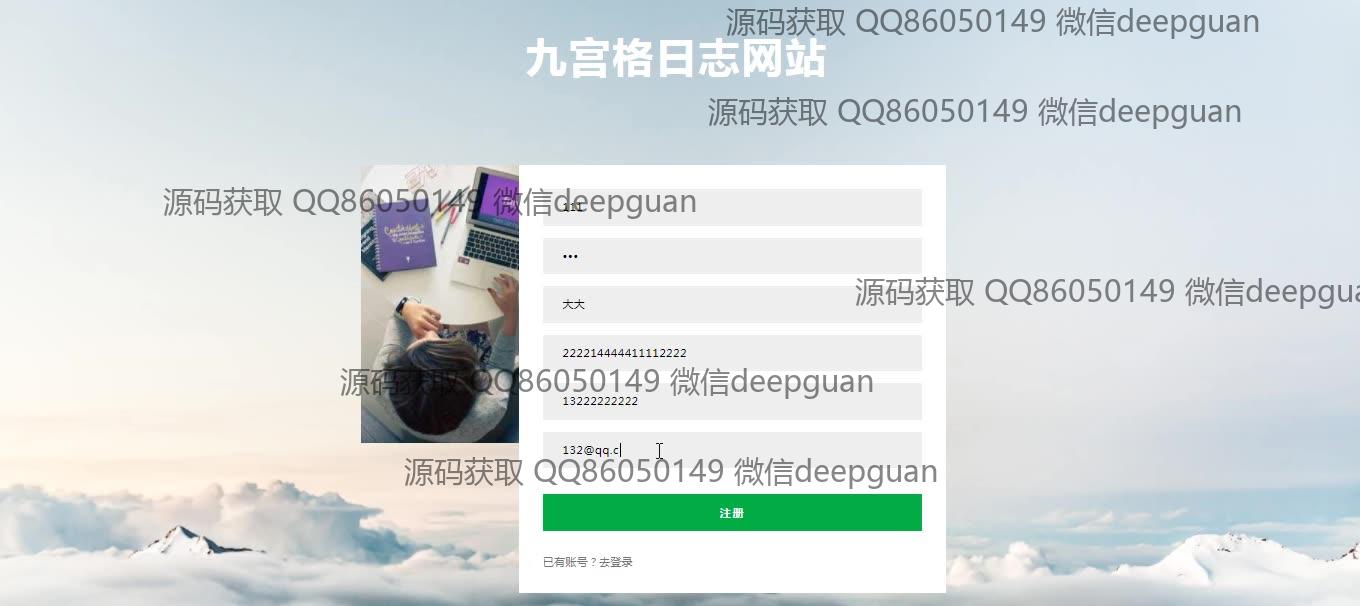 源码获取 QQ86050149 微信deepguan
九宫格日志网站
源码获取 QQ86050149 微信deepguan
源码获取 QQ86050149 微信deepguan
111
•••
源码获取 QQ86050149 微信deepgua
大大
222214444411112222
源码获取 QQ86050149 微信deepguan
13222222222
132@qq.c
源码获取 QQ86050149 微信deepguan
注册
已有账号？去登录